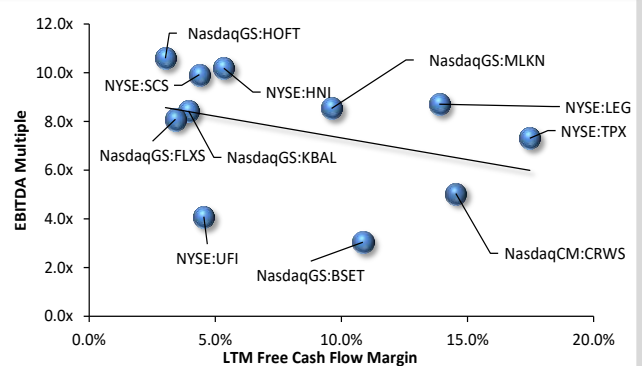 12.0x
NasdaqGS:HOFT
NasdaqGS:MLKN
10.0x
NYSE:SCS
NYSE:HNI
NYSE:LEG
8.0x
NYSE:TPX
NasdaqGS:FLXS
NasdaqGS:KBAL
6.0x
EBITDA Multiple
4.0x
NYSE:UFI
NasdaqGS:BSET
NasdaqCM:CRWS
2.0x
0.0x
0.0%
5.0%
10.0%
15.0%
20.0%
LTM Free Cash Flow Margin